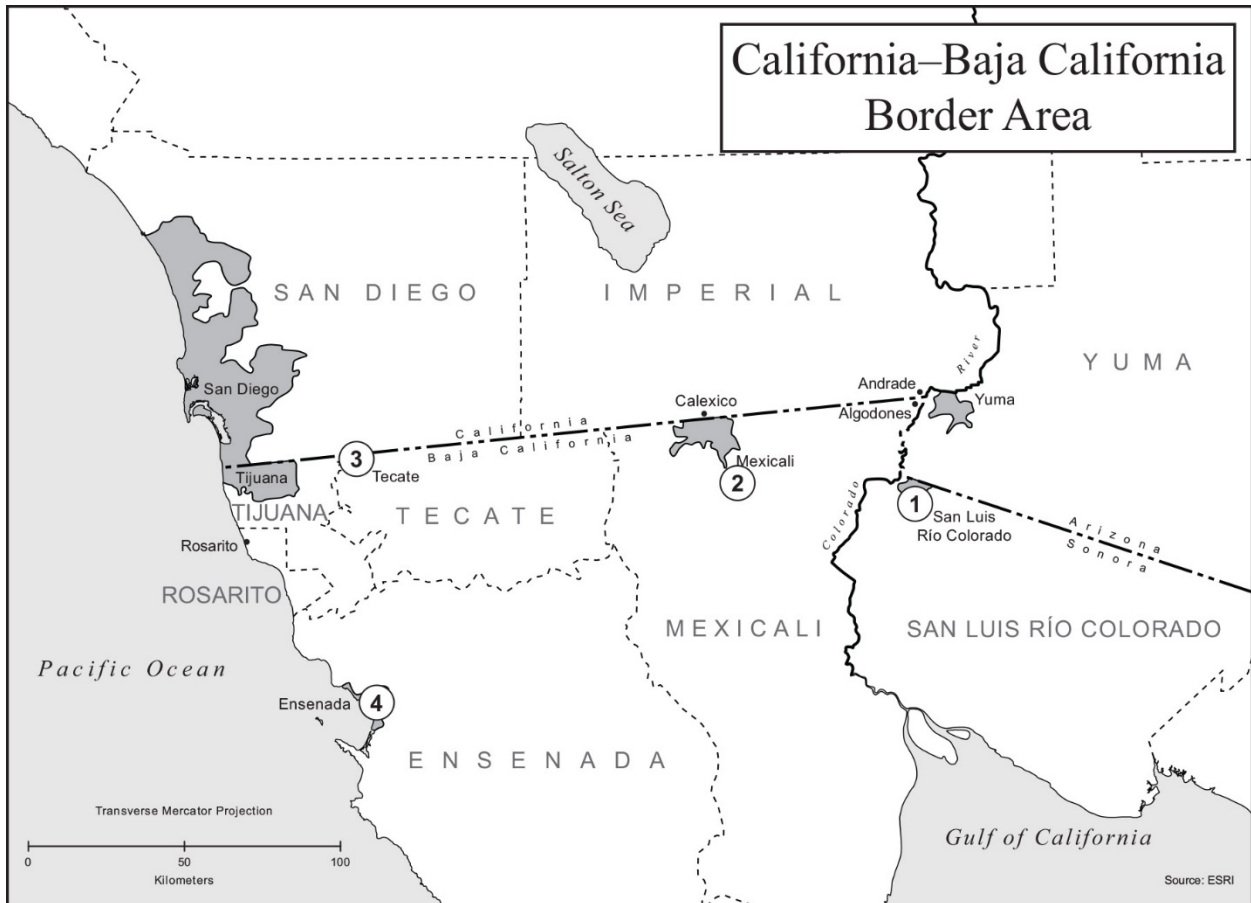 California–Baja California
Border Area
Salton Sea
SAN DIEGO
IMPERIAL
River
YUMA
San Diego
Andrade
Calexico
Algodones
Yuma
California
Baja California
3
Tijuana
Tecate
Mexicali
2
1
San Luis
Río Colorado
TIJUANA
TECATE
Colorado
Arizona
Sonora
Rosarito
ROSARITO
MEXICALI
SAN LUIS RÍO COLORADO
Pacific Ocean
Ensenada
4
ENSENADA
Transverse Mercator Projection
0 50 100
Kilometers
Gulf of California
Source: ESRI